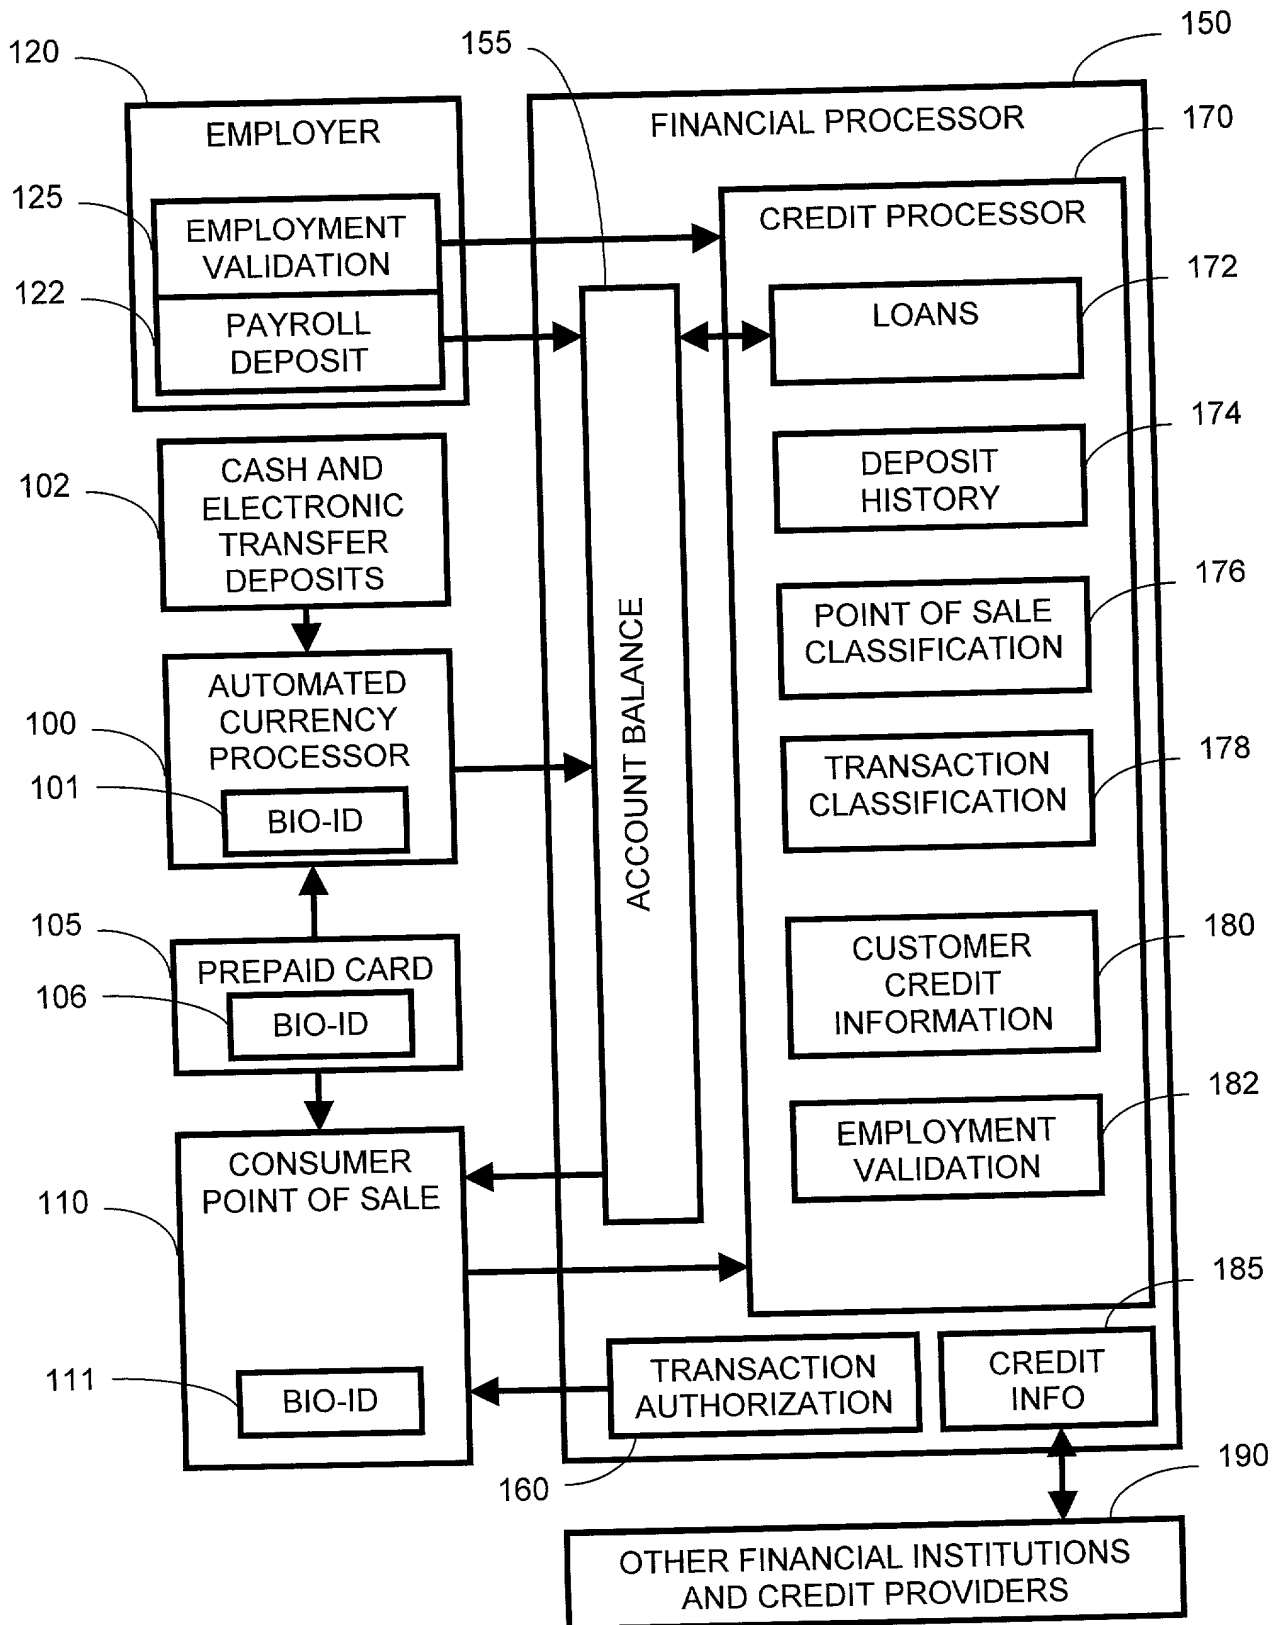 155
150
120
EMPLOYER
FINANCIAL PROCESSOR
170
125
EMPLOYMENT
VALIDATION
CREDIT PROCESSOR
122
PAYROLL
DEPOSIT
LOANS
172
102
CASH AND
ELECTRONIC
TRANSFER
DEPOSITS
DEPOSIT
HISTORY
174
POINT OF SALE
CLASSIFICATION
176
100
AUTOMATED
CURRENCY
PROCESSOR
101
BIO-ID
ACCOUNT BALANCE
TRANSACTION
CLASSIFICATION
178
105
PREPAID CARD
106
BIO-ID
CUSTOMER
CREDIT
INFORMATION
180
EMPLOYMENT
VALIDATION
182
110
CONSUMER
POINT OF SALE
185
111
BIO-ID
TRANSACTION
AUTHORIZATION
CREDIT
INFO
160
190
OTHER FINANCIAL INSTITUTIONS
AND CREDIT PROVIDERS